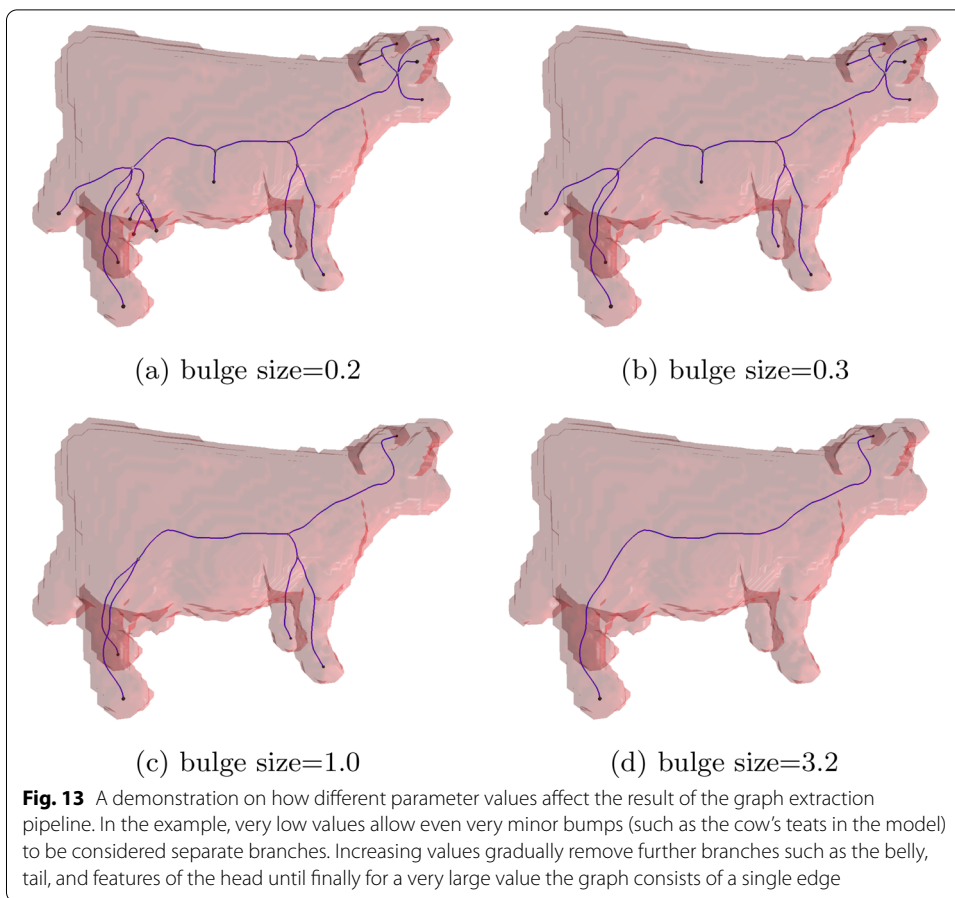 (a) bulge size=0.2
(b) bulge size=0.3
(c) bulge size=1.0
(d) bulge size=3.2
Fig. 13 A demonstration on how different parameter values affect the result of the graph extraction
pipeline. In the example, very low values allow even very minor bumps (such as the cow's teats in the model)
to be considered separate branches. Increasing values gradually remove further branches such as the belly,
tail, and features of the head until finally for a very large value the graph consists of a single edge